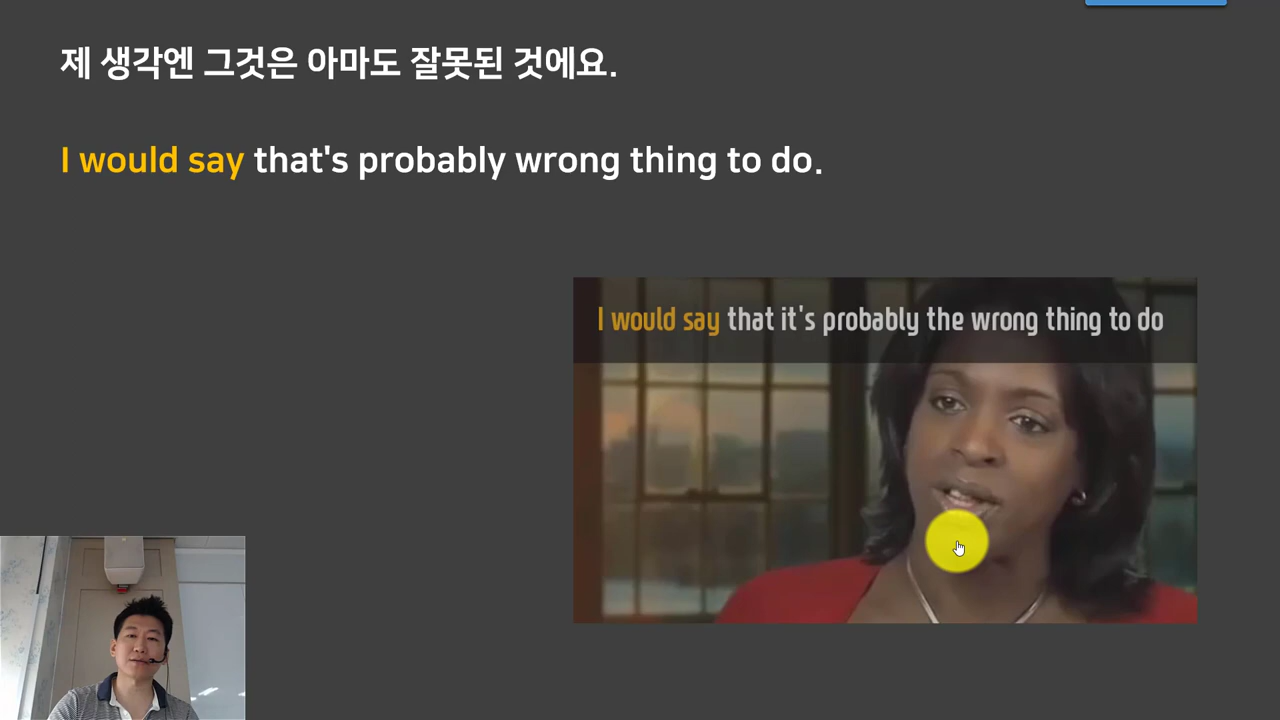 제 생각엔 그것은 아마도 잘못된 것에요.
I would say that's probably wrong thing to do.
I would say that it's probably the wrong thing to do